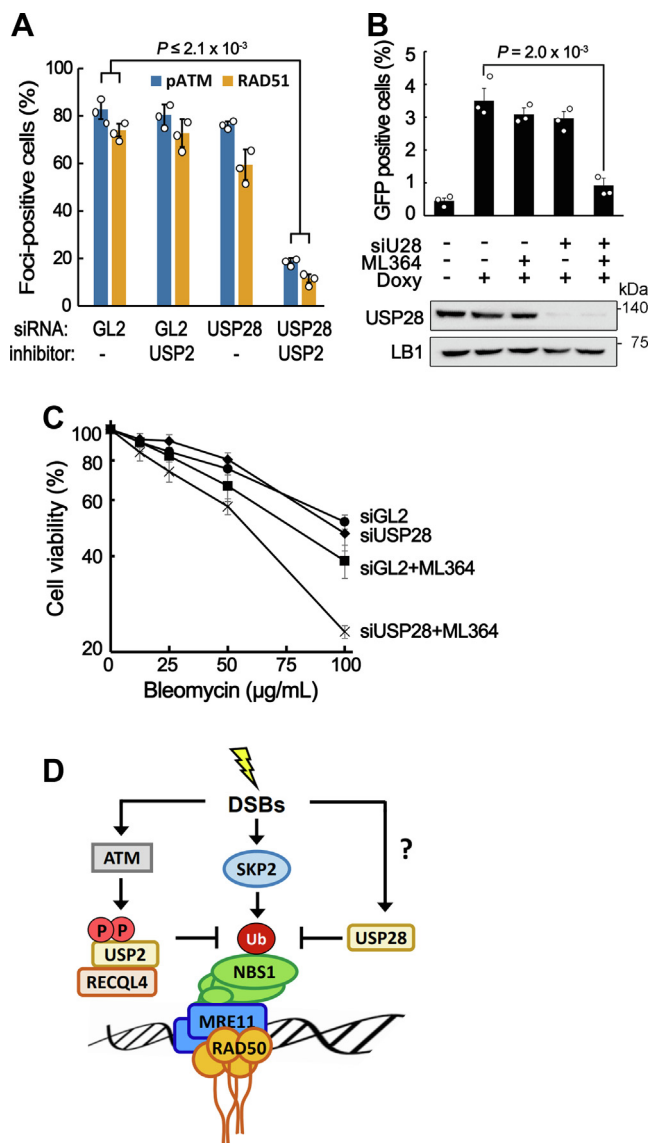 A
P ≤ 2.1 x 10-3
pATM RAD51
Foci-positive cells (%)
100
80
60
40
20
0
siRNA: GL2 GL2 USP28 USP28
inhibitor: - USP2 - USP2
B
P = 2.0 x 10-3
GFP positive cells (%)
5
4
3
2
1
0
siU28 - - - + +
ML364 - - + - +
Doxy - + + + +
kDa
USP28 -140
75
LB1
C
Cell viability (%)
100
80
60
40
20
siGL2
siUSP28
siGL2+ML364
siUSP28+ML364
0 25 50 75 100
Bleomycin (µg/mL)
D
DSBs
?
ATM
SKP2
P P
USP2
Ub
USP28
RECQL4
NBS1
MRE11
RAD50